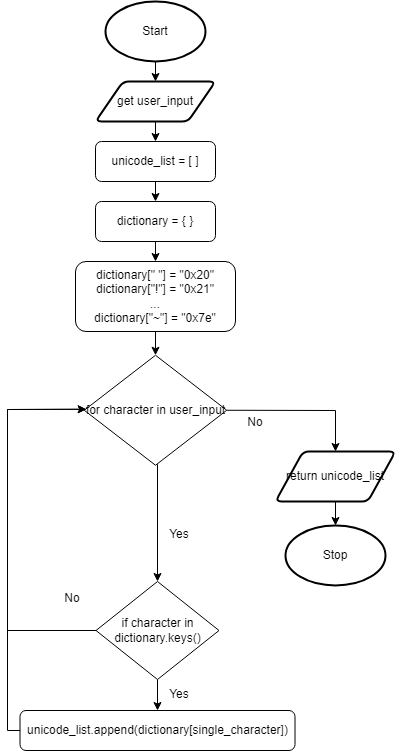 Start
get user_input
unicode_list = [ ]
dictionary = { }
dictionary[" "] = "0x20"
dictionary["!"] = "0x21"
...
dictionary["~"] = "0x7e"
for character in user_input
No
return unicode_list
Yes
Stop
No
if character in
dictionary.keys()
Yes
unicode_list.append(dictionary[single_character])